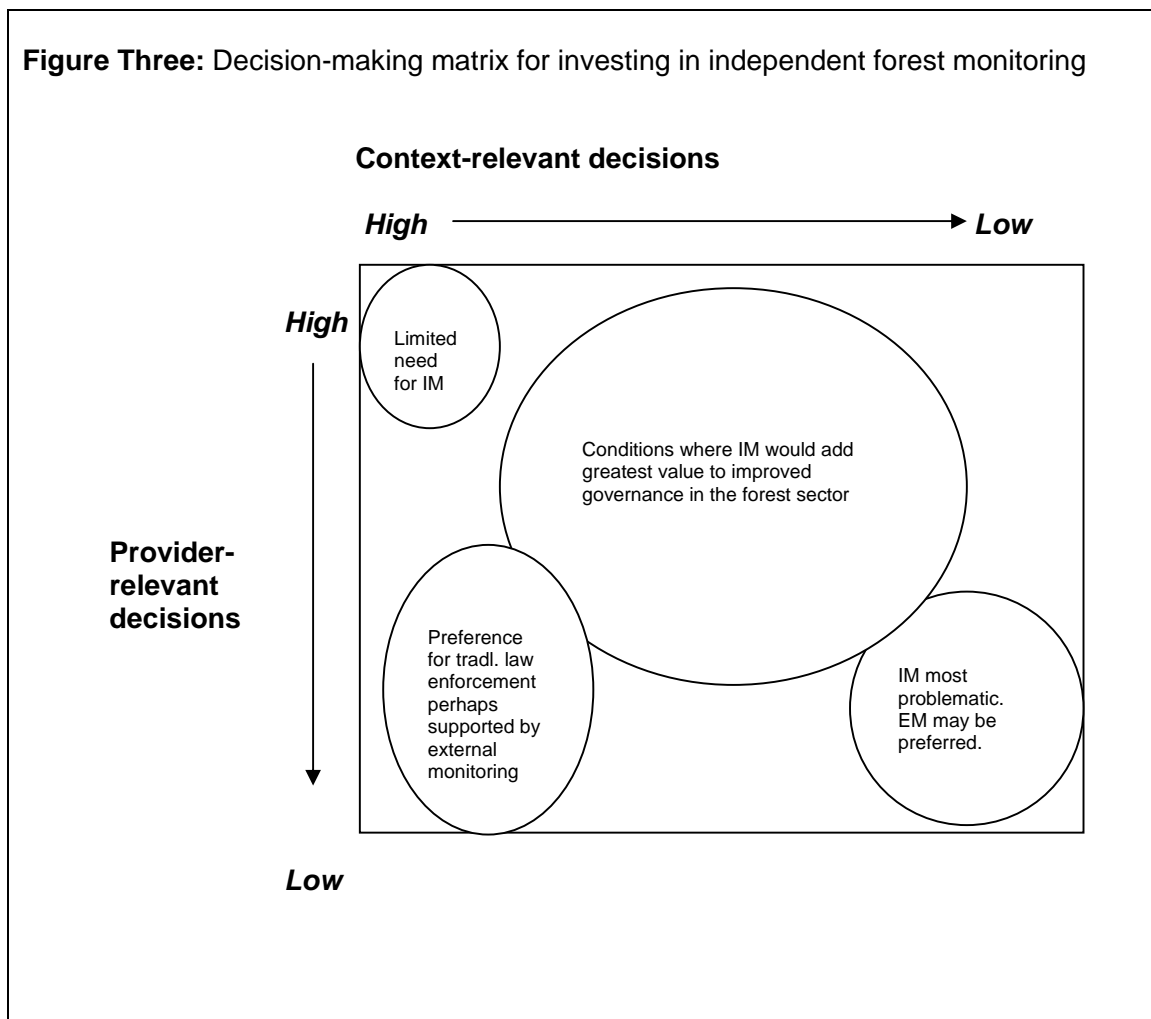 Figure Three: Decision-making matrix for investing in independent forest monitoring
Context-relevant decisions
High
Low
High
Limited
need
for IM
Conditions where IM would add
greatest value to improved
governance in the forest sector
Provider-
relevant
decisions
Preference
for tradl. law
enforcement
perhaps
supported by
external
monitoring
IM most
problematic.
EM may be
preferred.
Low